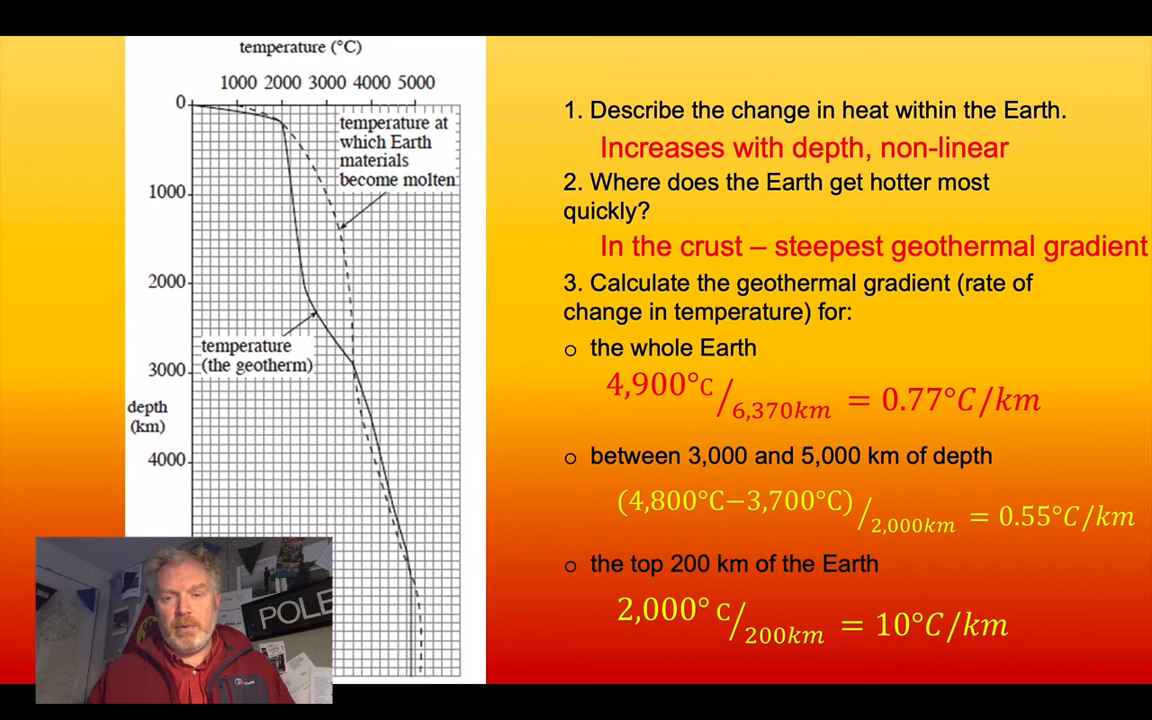 temperature (°C)
1000 2000 3000 4000 5000
0
temperature at
which Earth
materials
become molten
1000
2000
temperature
(the geotherm)
3000
depth
(km)
4000
1. Describe the change in heat within the Earth.
Increases with depth, non-linear
2. Where does the Earth get hotter most
quickly?
In the crust – steepest geothermal gradient
3. Calculate the geothermal gradient (rate of
change in temperature) for:
o the whole Earth
4,900°C/6,370km = 0.77°C/km
o between 3,000 and 5,000 km of depth
(4,800°C−3,700°C)/2,000km = 0.55°C/km
o the top 200 km of the Earth
2,000°C/200km = 10°C/km
POLE